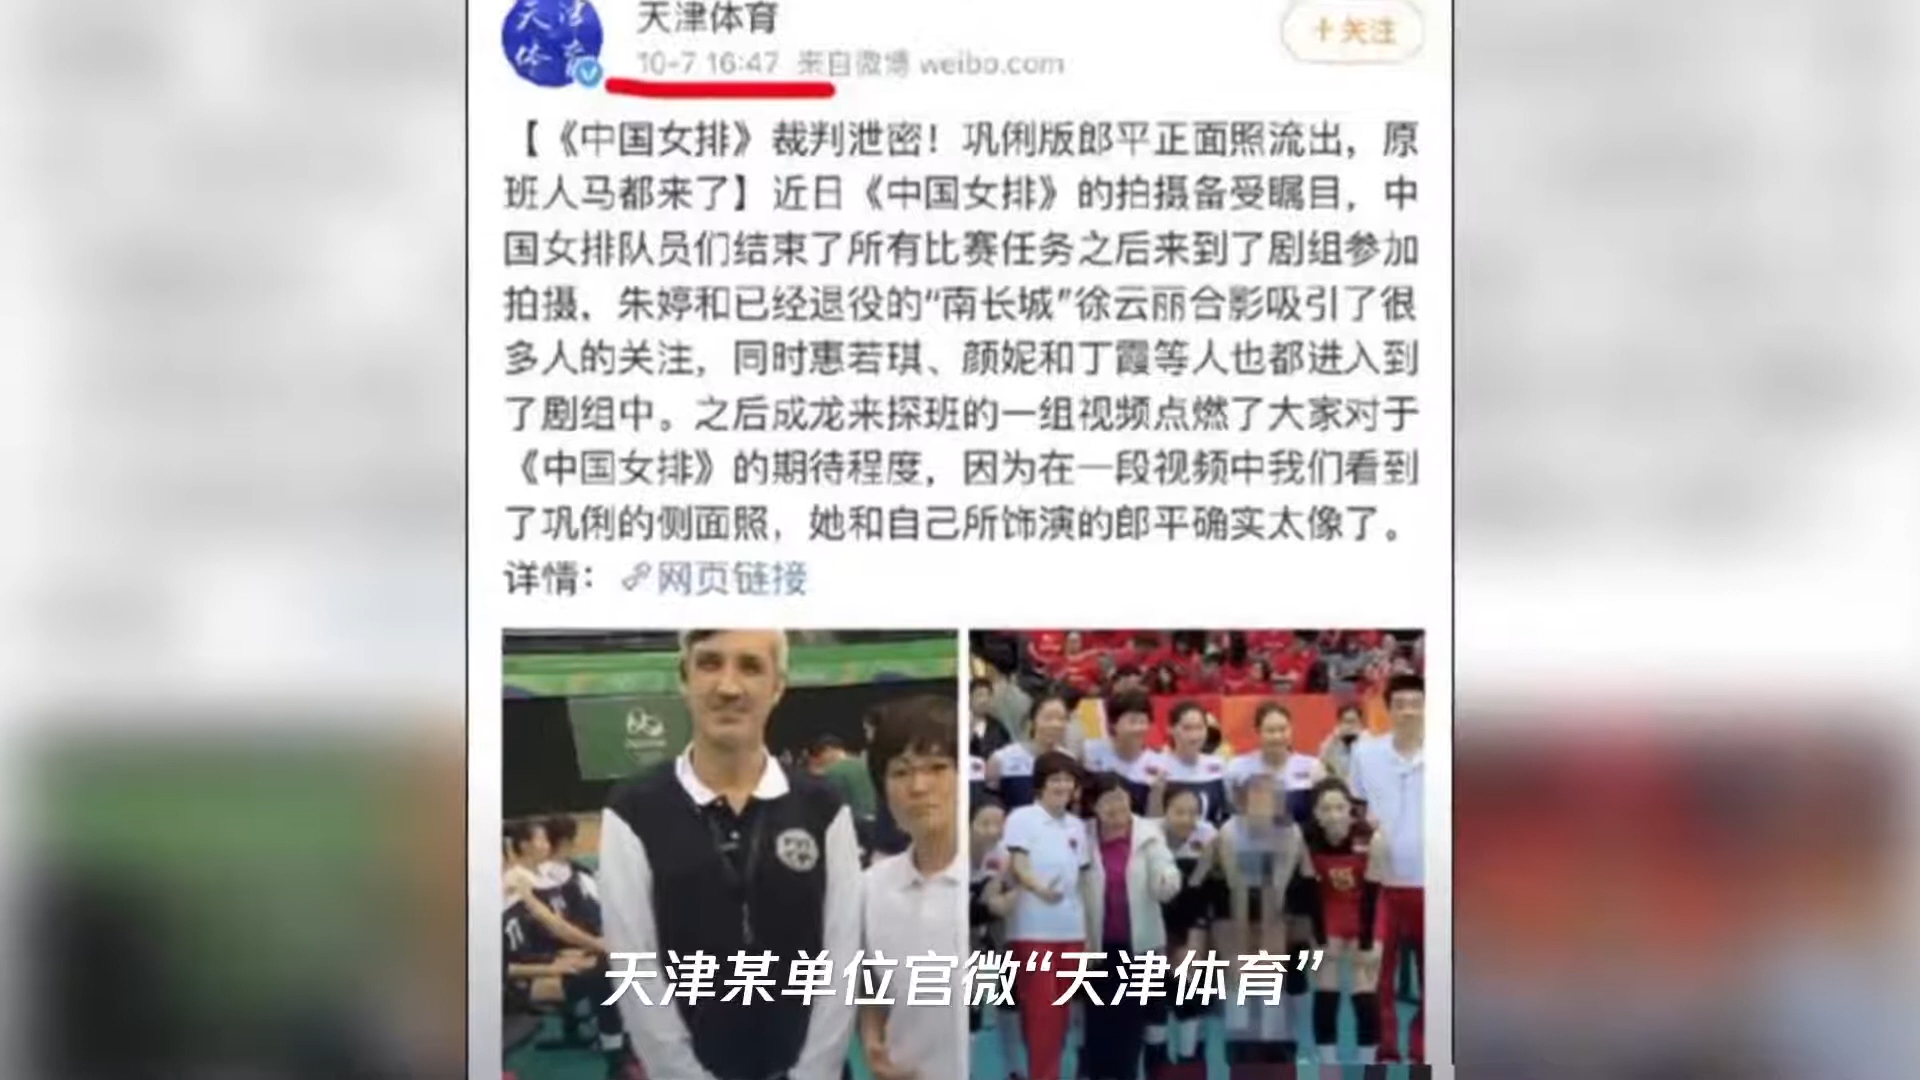 天津体育
天津体育
+关注
10-7 16:47 来自微博 weibo.com
【《中国女排》裁判泄密！巩俐版郎平正面照流出，原
班人马都来了】近日《中国女排》的拍摄备受瞩目，中
国女排队员们结束了所有比赛任务之后来到了剧组参加
拍摄，朱婷和已经退役的“南长城”徐云丽合影吸引了很
多人的关注，同时惠若琪、颜妮和丁霞等人也都进入到
了剧组中。之后成龙来探班的一组视频点燃了大家对于
《中国女排》的期待程度，因为在一段视频中我们看到
了巩俐的侧面照，她和自己所饰演的郎平确实太像了。
详情：网页链接
天津某单位官微“天津体育”